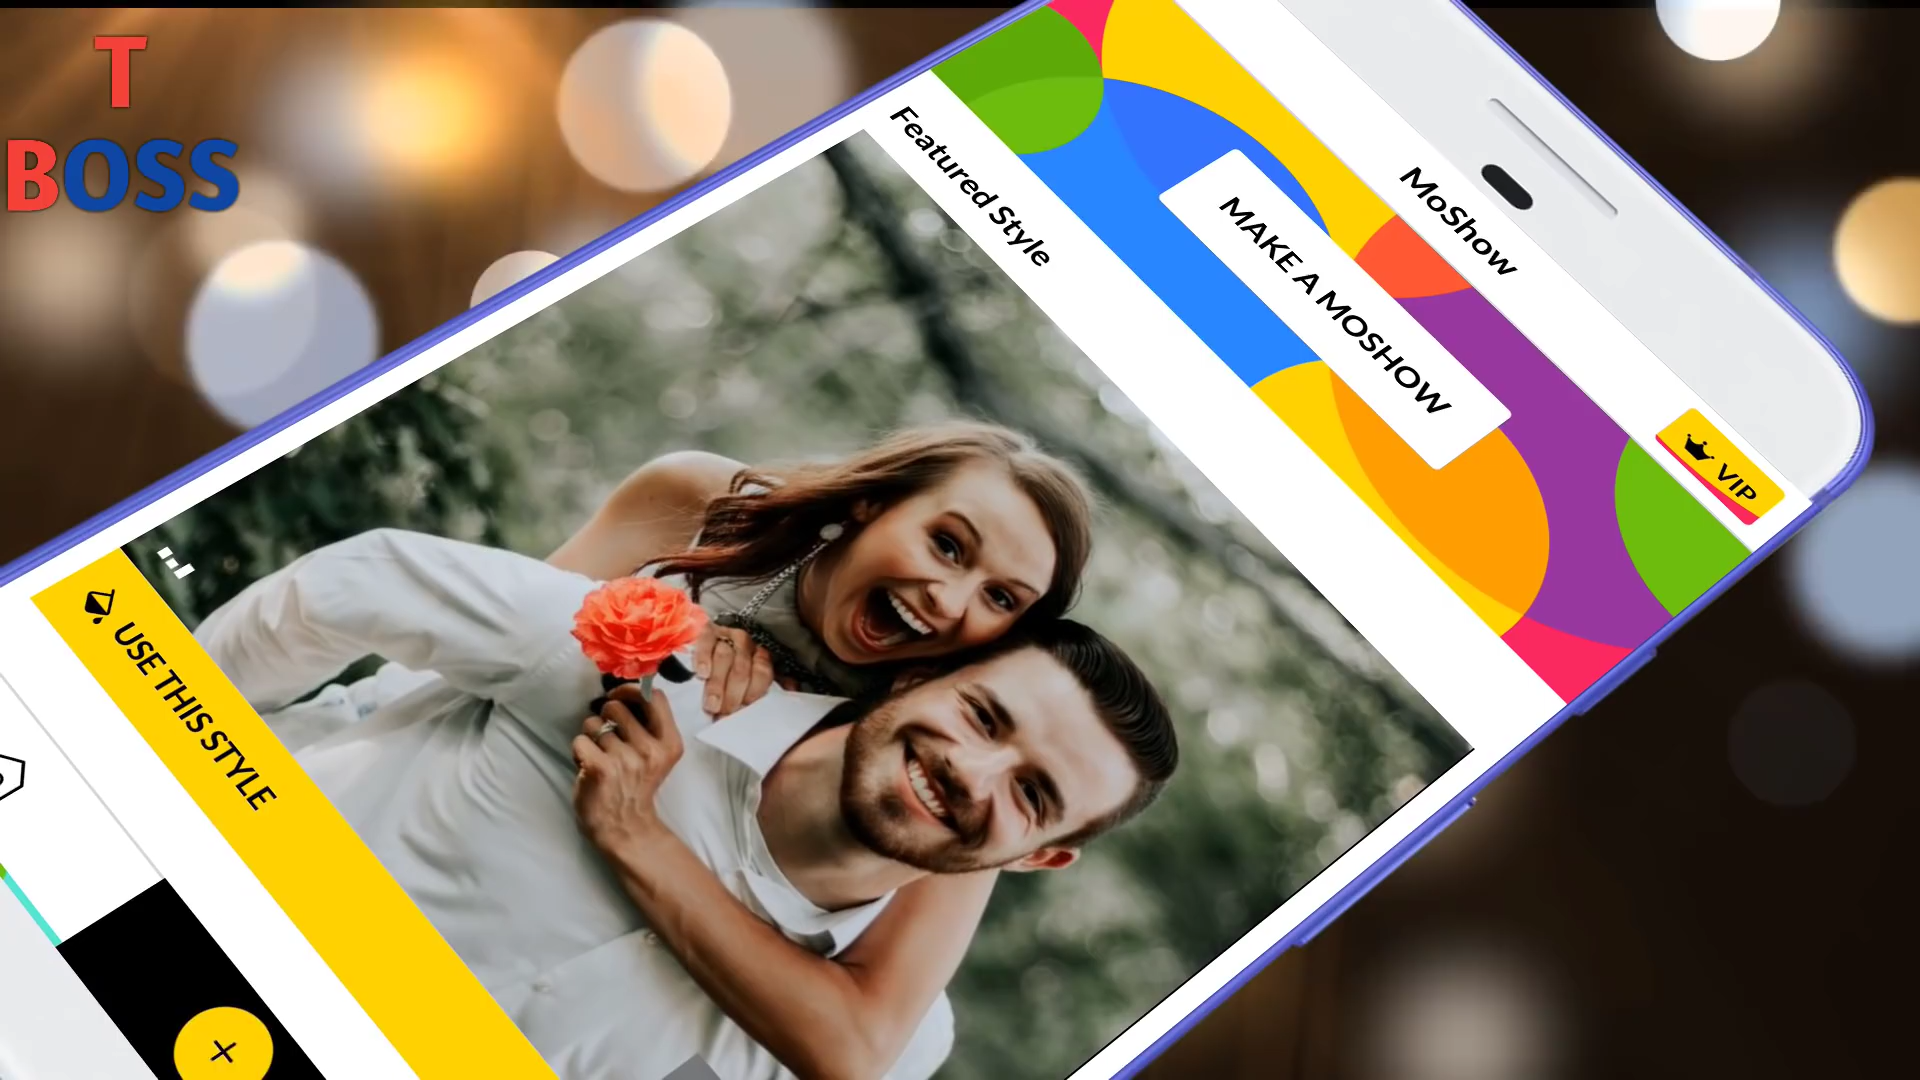 T
BOSS
MoShow
VIP
MAKE A MOSHOW
Featured Style
USE THIS STYLE
+